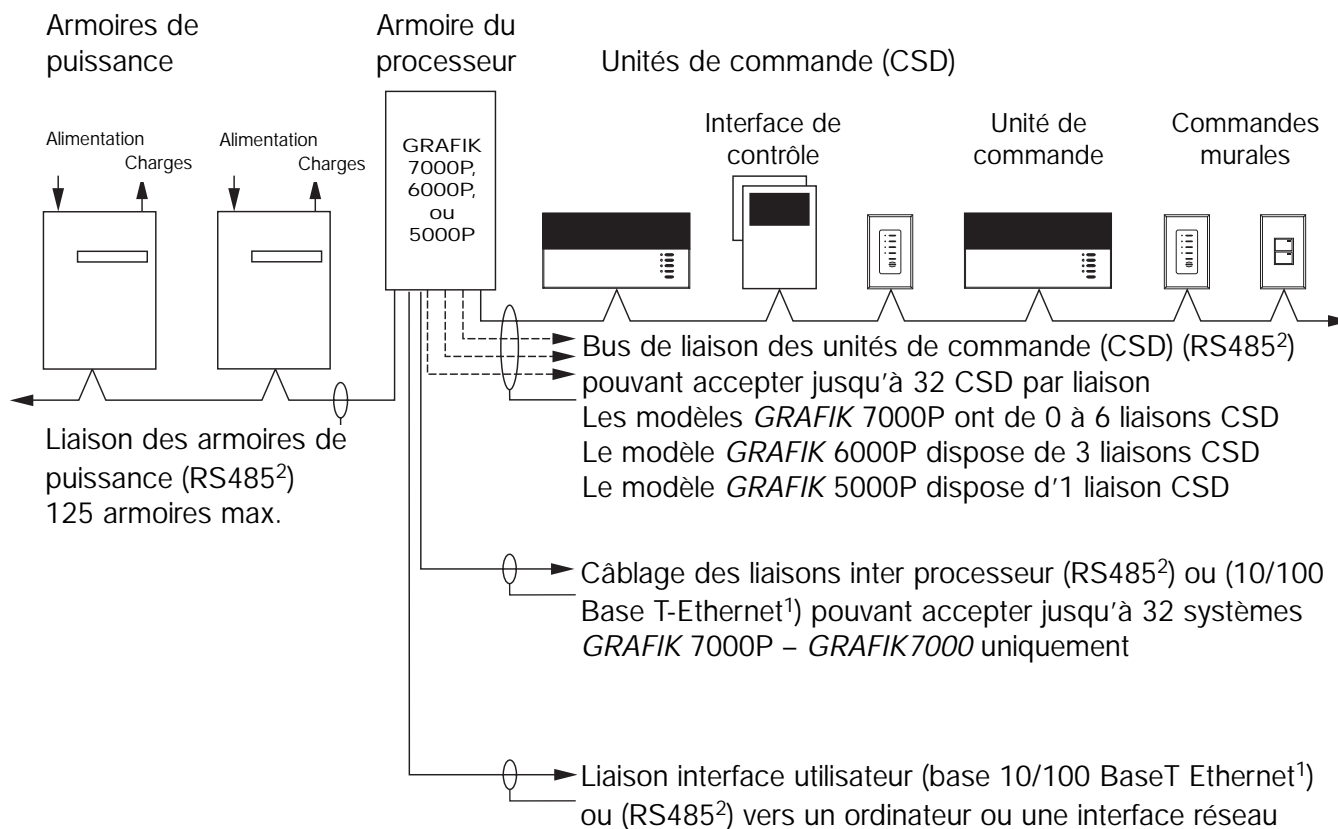 Armoires de
puissance
Armoire du
processeur
Unités de commande (CSD)
Alimentation
Charges
Alimentation
Charges
GRAFIK
7000P,
6000P,
ou
5000P
Interface de
contrôle
Unité de
commande
Commandes
murales
Bus de liaison des unités de commande (CSD) (RS485²)
pouvant accepter jusqu'à 32 CSD par liaison
Les modèles GRAFIK 7000P ont de 0 à 6 liaisons CSD
Le modèle GRAFIK 6000P dispose de 3 liaisons CSD
Le modèle GRAFIK 5000P dispose d'1 liaison CSD
Liaison des armoires de
puissance (RS485²)
125 armoires max.
Câblage des liaisons inter processeur (RS485²) ou (10/100
Base T-Ethernet¹) pouvant accepter jusqu'à 32 systèmes
GRAFIK 7000P – GRAFIK7000 uniquement
Liaison interface utilisateur (base 10/100 BaseT Ethernet¹)
ou (RS485²) vers un ordinateur ou une interface réseau